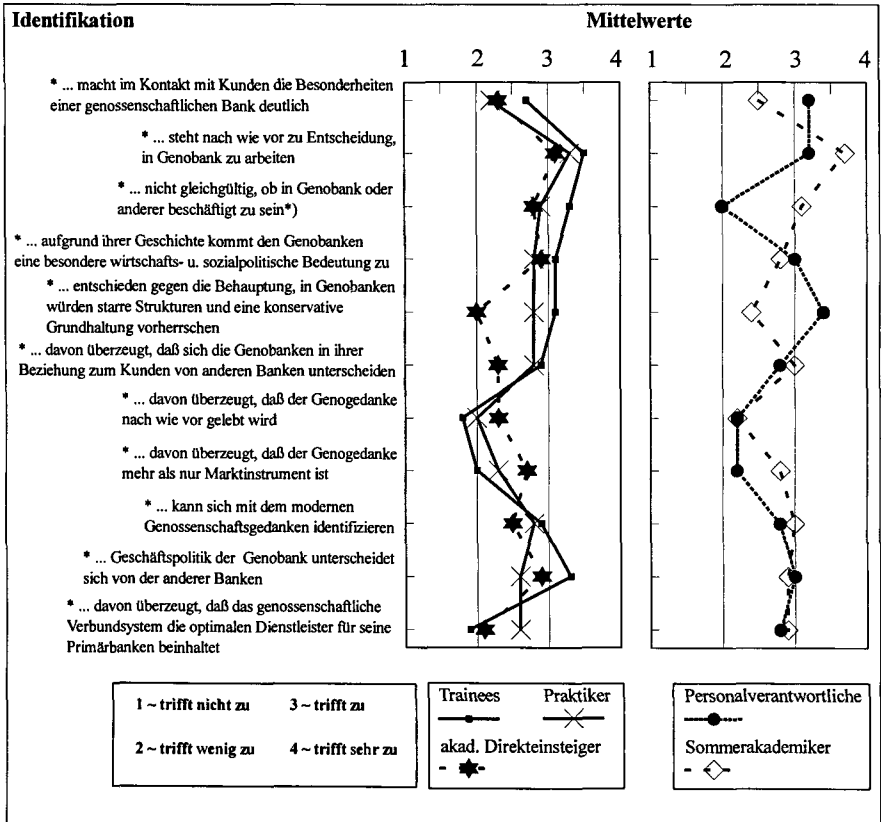 Identifikation
Mittelwerte
1 2 3 4
1 2 3 4
* ... macht im Kontakt mit Kunden die Besonderheiten
einer genossenschaftlichen Bank deutlich
* ... steht nach wie vor zu Entscheidung,
in Genobank zu arbeiten
* ... nicht gleichgültig, ob in Genobank oder
anderer beschäftigt zu sein*)
* ... aufgrund ihrer Geschichte kommt den Genobanken
eine besondere wirtschafts- u. sozialpolitische Bedeutung zu
* ... entschieden gegen die Behauptung, in Genobanken
würden starre Strukturen und eine konservative
Grundhaltung vorherrschen
* ... davon überzeugt, daß sich die Genobanken in ihrer
Beziehung zum Kunden von anderen Banken unterscheiden
* ... davon überzeugt, daß der Genogedanke
nach wie vor gelebt wird
* ... davon überzeugt, daß der Genogedanke
mehr als nur Marktinstrument ist
* ... kann sich mit dem modernen
Genossenschaftsgedanken identifizieren
* ... Geschäftspolitik der Genobank unterscheidet
sich von der anderer Banken
* ... davon überzeugt, daß das genossenschaftliche
Verbundsystem die optimalen Dienstleister für seine
Primärbanken beinhaltet
1 ~ trifft nicht zu 3 ~ trifft zu
2 ~ trifft wenig zu 4 ~ trifft sehr zu
Trainees Praktiker
akad. Direkteinsteiger
Personalverantwortliche
Sommerakademiker